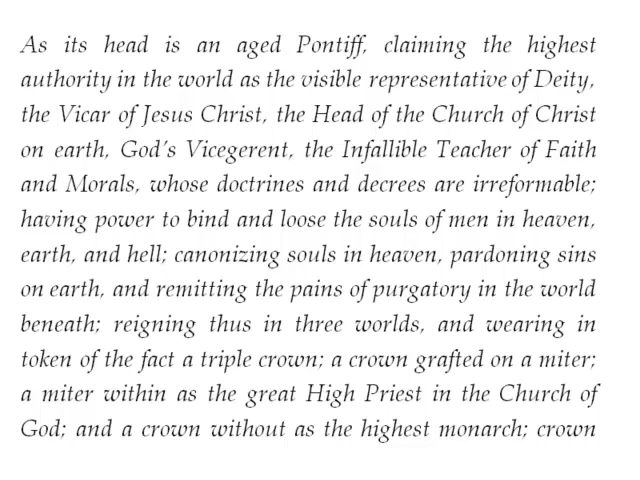 As its head is an aged Pontiff, claiming the highest
authority in the world as the visible representative of Deity,
the Vicar of Jesus Christ, the Head of the Church of Christ
on earth, God's Vicegerent, the Infallible Teacher of Faith
and Morals, whose doctrines and decrees are irreformable;
having power to bind and loose the souls of men in heaven,
earth, and hell; canonizing souls in heaven, pardoning sins
on earth, and remitting the pains of purgatory in the world
beneath; reigning thus in three worlds, and wearing in
token of the fact a triple crown; a crown grafted on a miter;
a miter within as the great High Priest in the Church of
God; and a crown without as the highest monarch; crown